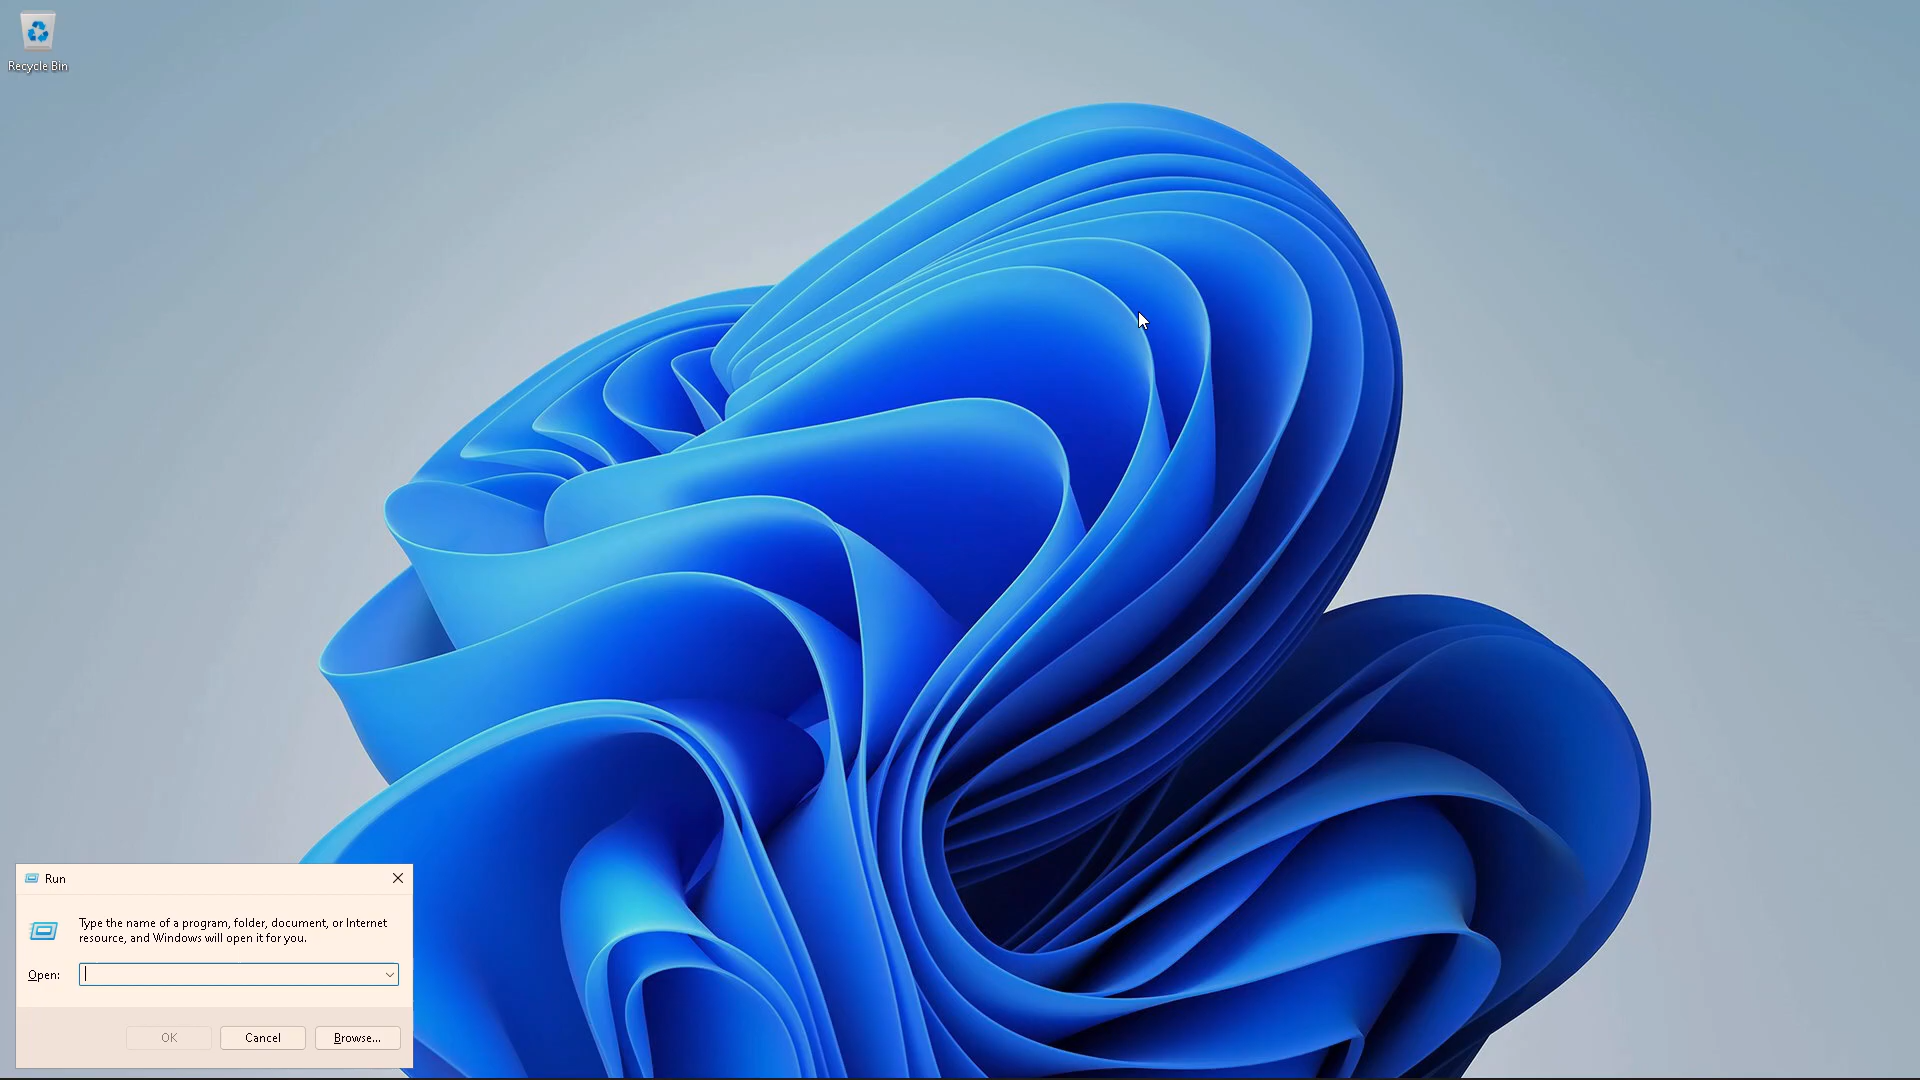 Recycle Bin
Run
Type the name of a program, folder, document, or Internet
resource, and Windows will open it for you.
Open:
OK
Cancel
Browse...